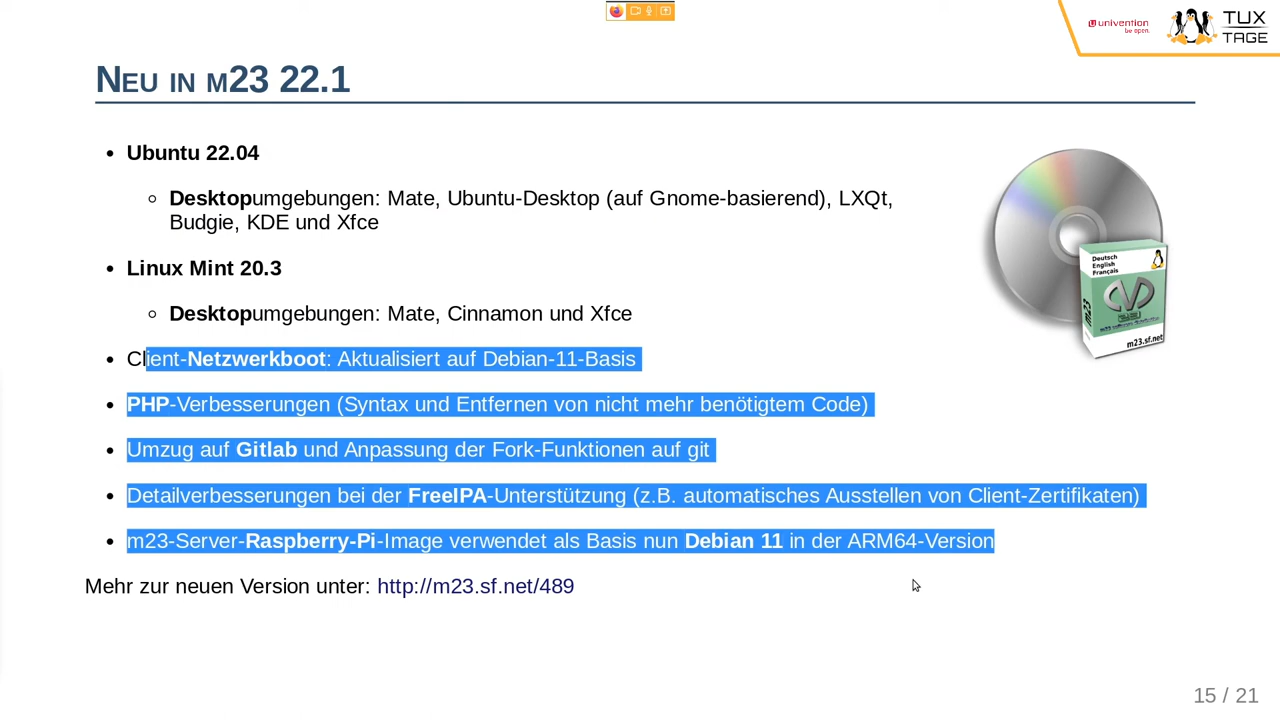 univention
be open.
TUX
TAGE
Neu in m23 22.1
• Ubuntu 22.04
◦ Desktopumgebungen: Mate, Ubuntu-Desktop (auf Gnome-basierend), LXQt,
Budgie, KDE und Xfce
• Linux Mint 20.3
◦ Desktopumgebungen: Mate, Cinnamon und Xfce
• Client-Netzwerkboot: Aktualisiert auf Debian-11-Basis
• PHP-Verbesserungen (Syntax und Entfernen von nicht mehr benötigtem Code)
• Umzug auf Gitlab und Anpassung der Fork-Funktionen auf git
• Detailverbesserungen bei der FreeIPA-Unterstützung (z.B. automatisches Ausstellen von Client-Zertifikaten)
• m23-Server-Raspberry-Pi-Image verwendet als Basis nun Debian 11 in der ARM64-Version
Mehr zur neuen Version unter: http://m23.sf.net/489
Deutsch
English
Français
m23
m23.sf.net
15 / 21